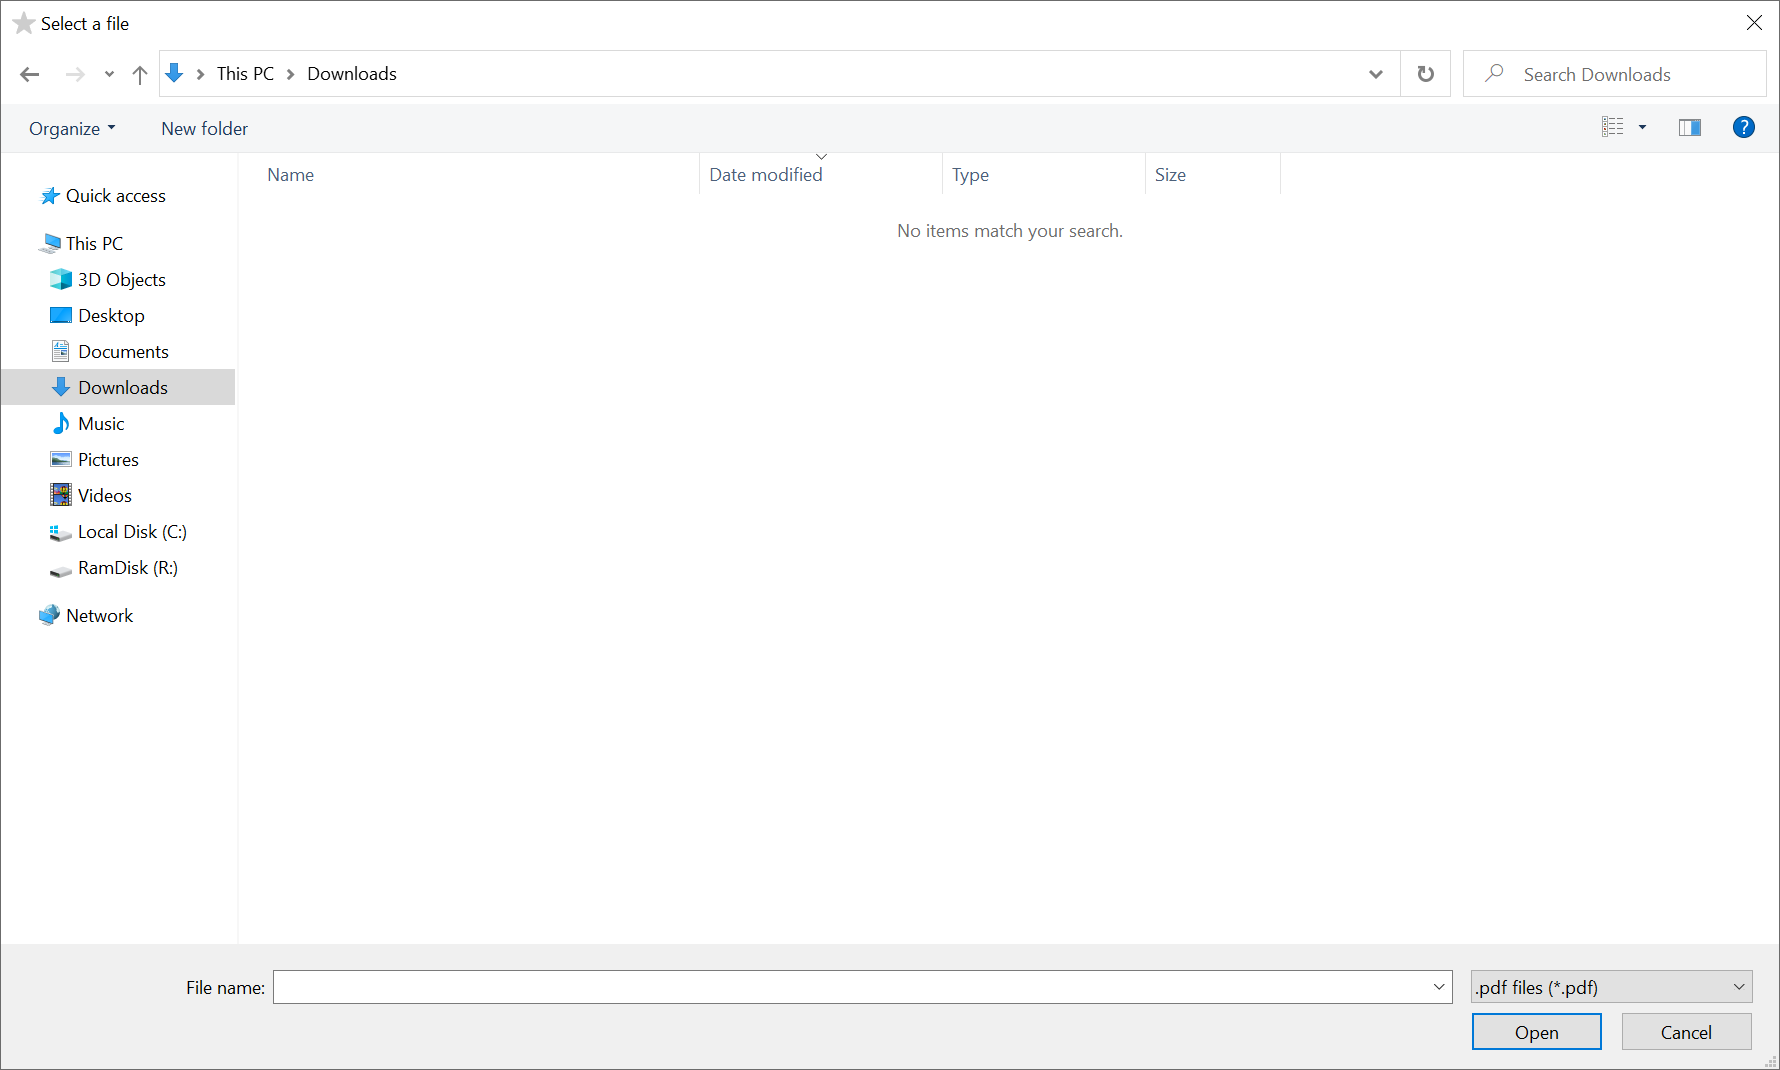 Select a file
This PC Downloads
Search Downloads
Organize New folder
?
Name Date modified Type Size
No items match your search.
Quick access
This PC
3D Objects
Desktop
Documents
Downloads
Music
Pictures
Videos
Local Disk (C:)
RamDisk (R:)
Network
File name: .pdf files (*.pdf)
Open Cancel